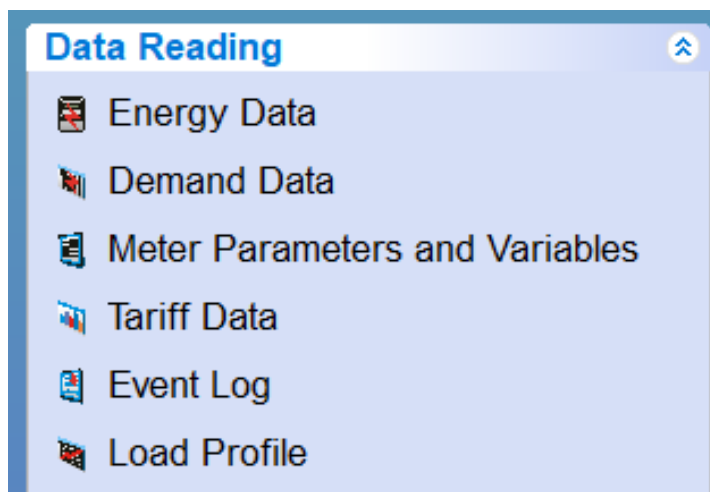 Data Reading
Energy Data
Demand Data
Meter Parameters and Variables
Tariff Data
Event Log
Load Profile